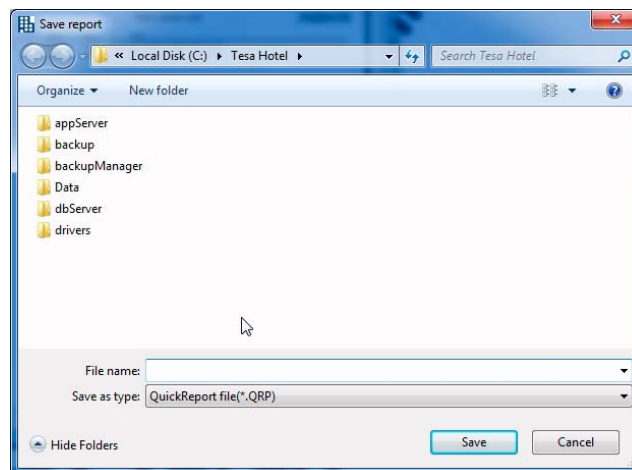 Save report
« Local Disk (C:) ▸ Tesa Hotel ▸ Search Tesa Hotel
Organize ▾ New folder
appServer
backup
backupManager
Data
dbServer
drivers
File name:
Save as type: QuickReport file(*.QRP)
Hide Folders Save Cancel